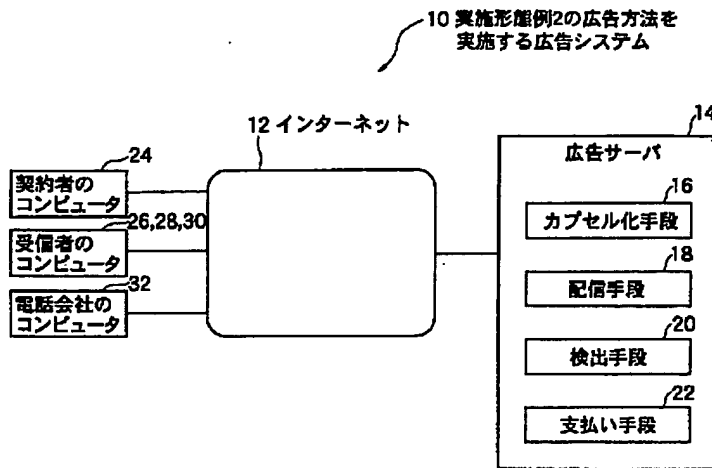 10 実施形態例2の広告方法を
実施する広告システム
12 インターネット
14
広告サーバ
24
契約者の
コンピュータ
26,28,30
受信者の
コンピュータ
32
電話会社の
コンピュータ
16
カプセル化手段
18
配信手段
20
検出手段
22
支払い手段